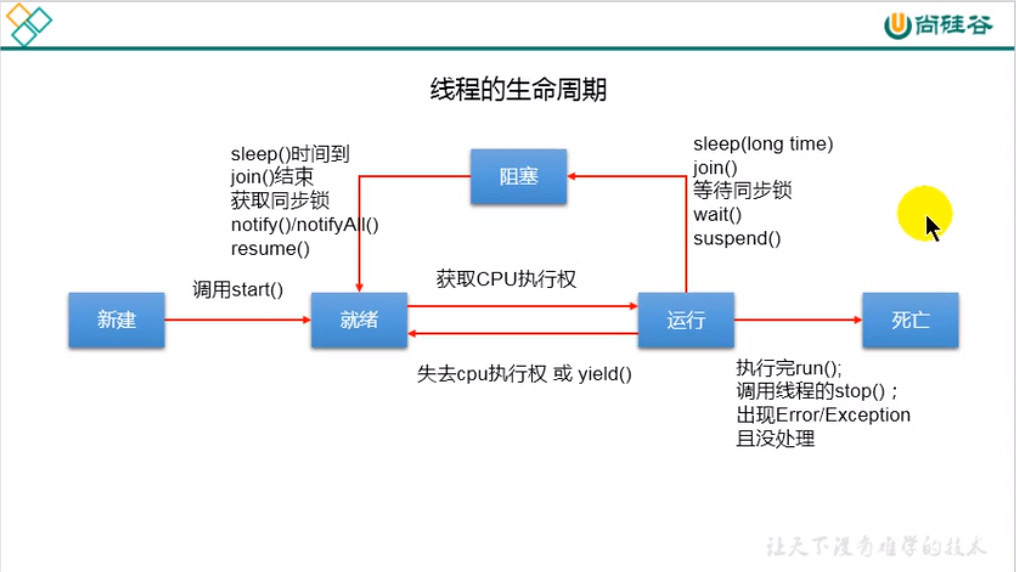 尚硅谷
线程的生命周期
sleep()时间到
join()结束
获取同步锁
notify()/notifyAll()
resume()
阻塞
sleep(long time)
join()
等待同步锁
wait()
suspend()
调用start()
获取CPU执行权
新建
就绪
运行
死亡
失去cpu执行权 或 yield()
执行完run();
调用线程的stop()；
出现Error/Exception
且没处理
让天下没有难学的技术